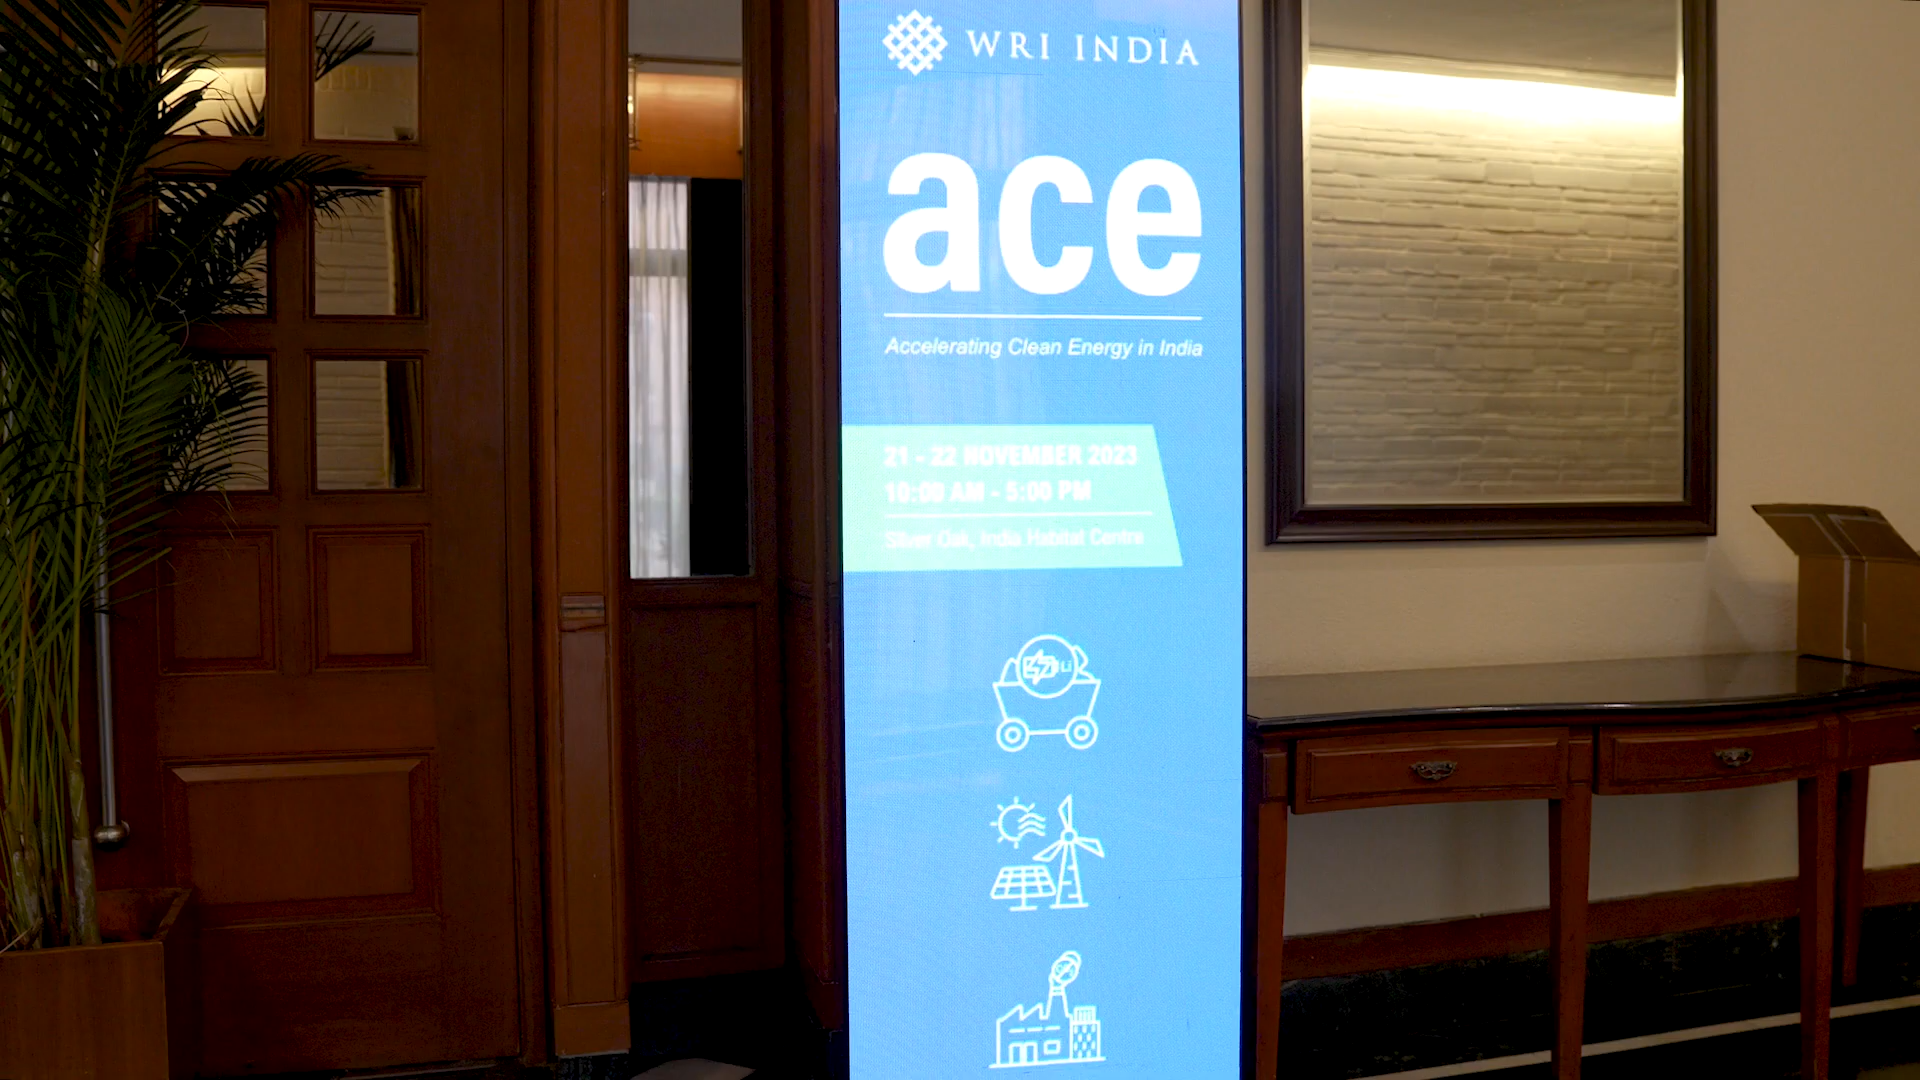 WRI INDIA
ace
Accelerating Clean Energy in India
21 - 22 NOVEMBER 2023
10:00 AM - 5:00 PM
Silver Oak, India Habitat Centre
Li